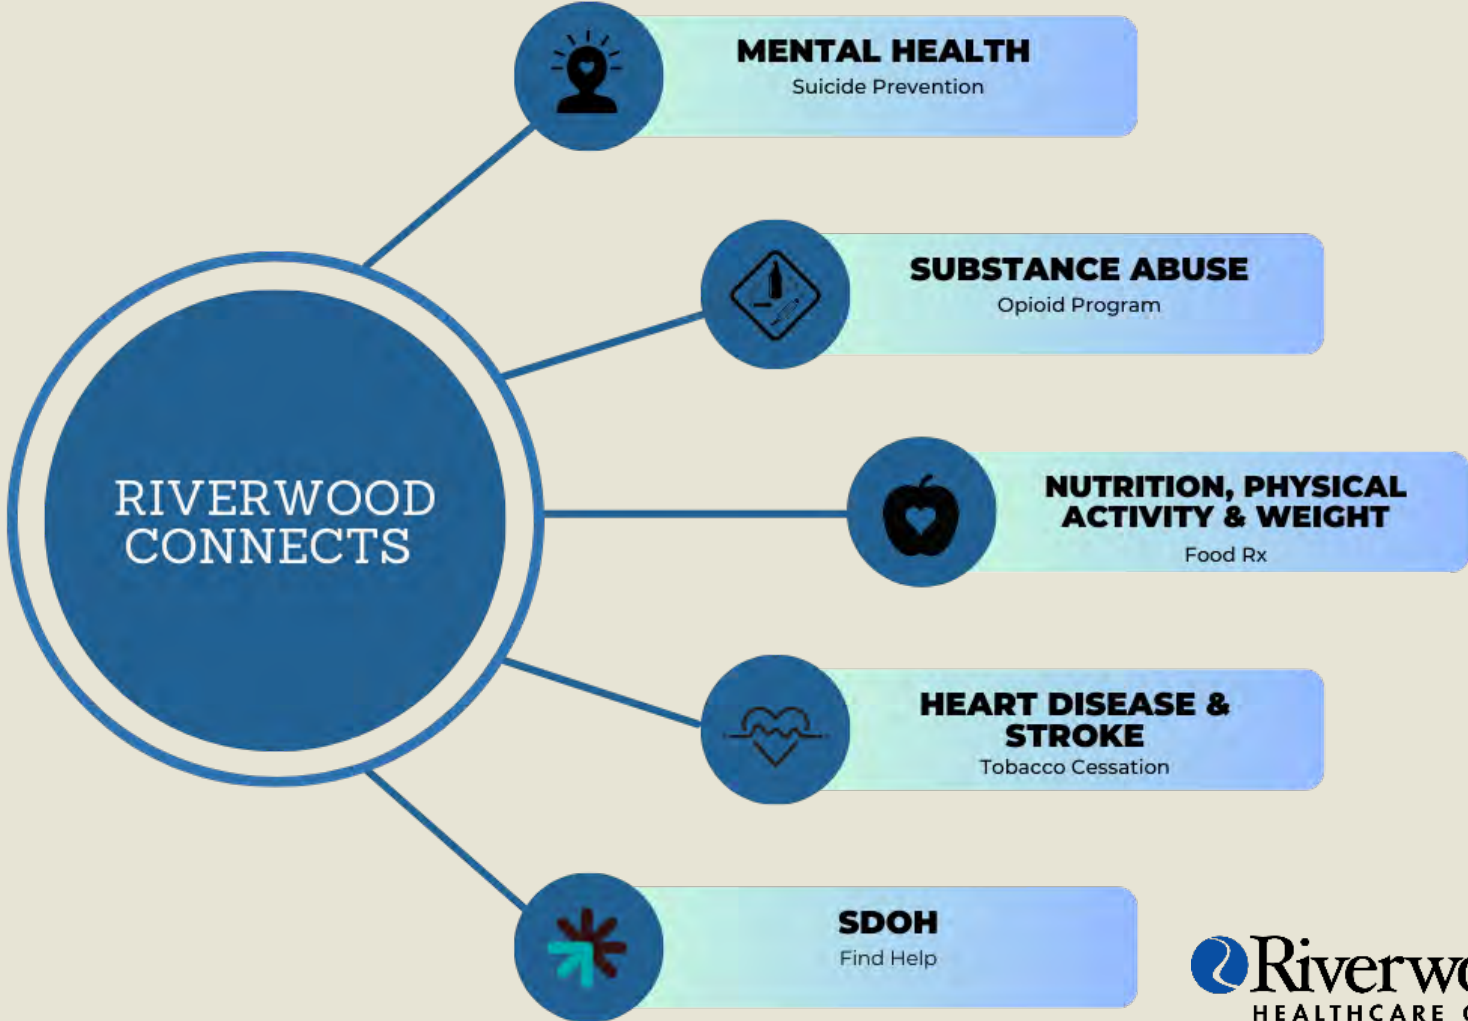 MENTAL HEALTH
Suicide Prevention
SUBSTANCE ABUSE
Opioid Program
RIVERWOOD
CONNECTS
NUTRITION, PHYSICAL
ACTIVITY & WEIGHT
Food Rx
HEART DISEASE &
STROKE
Tobacco Cessation
SDOH
Find Help
HEALTHCARE